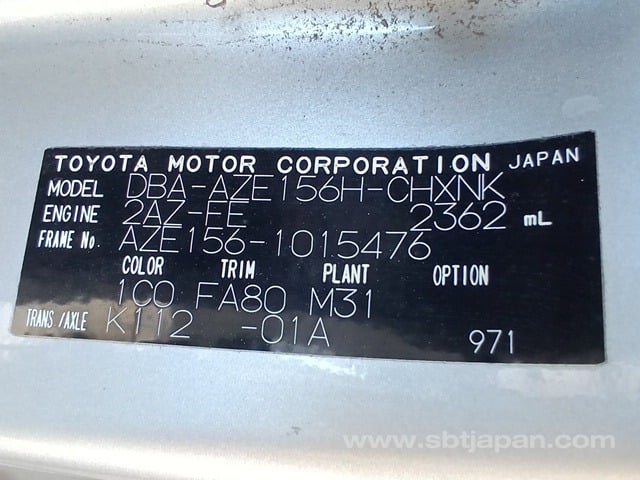 TOYOTA MOTOR CORPORATION JAPAN
MODEL DBA-AZE156H-CHXNK
ENGINE 2AZ-FE 2362 mL
FRAME No. AZE156-1015476
COLOR TRIM PLANT OPTION
1C0 FA80 M31
TRANS/AXLE K112 -01A
971
www.sbtjapan.com